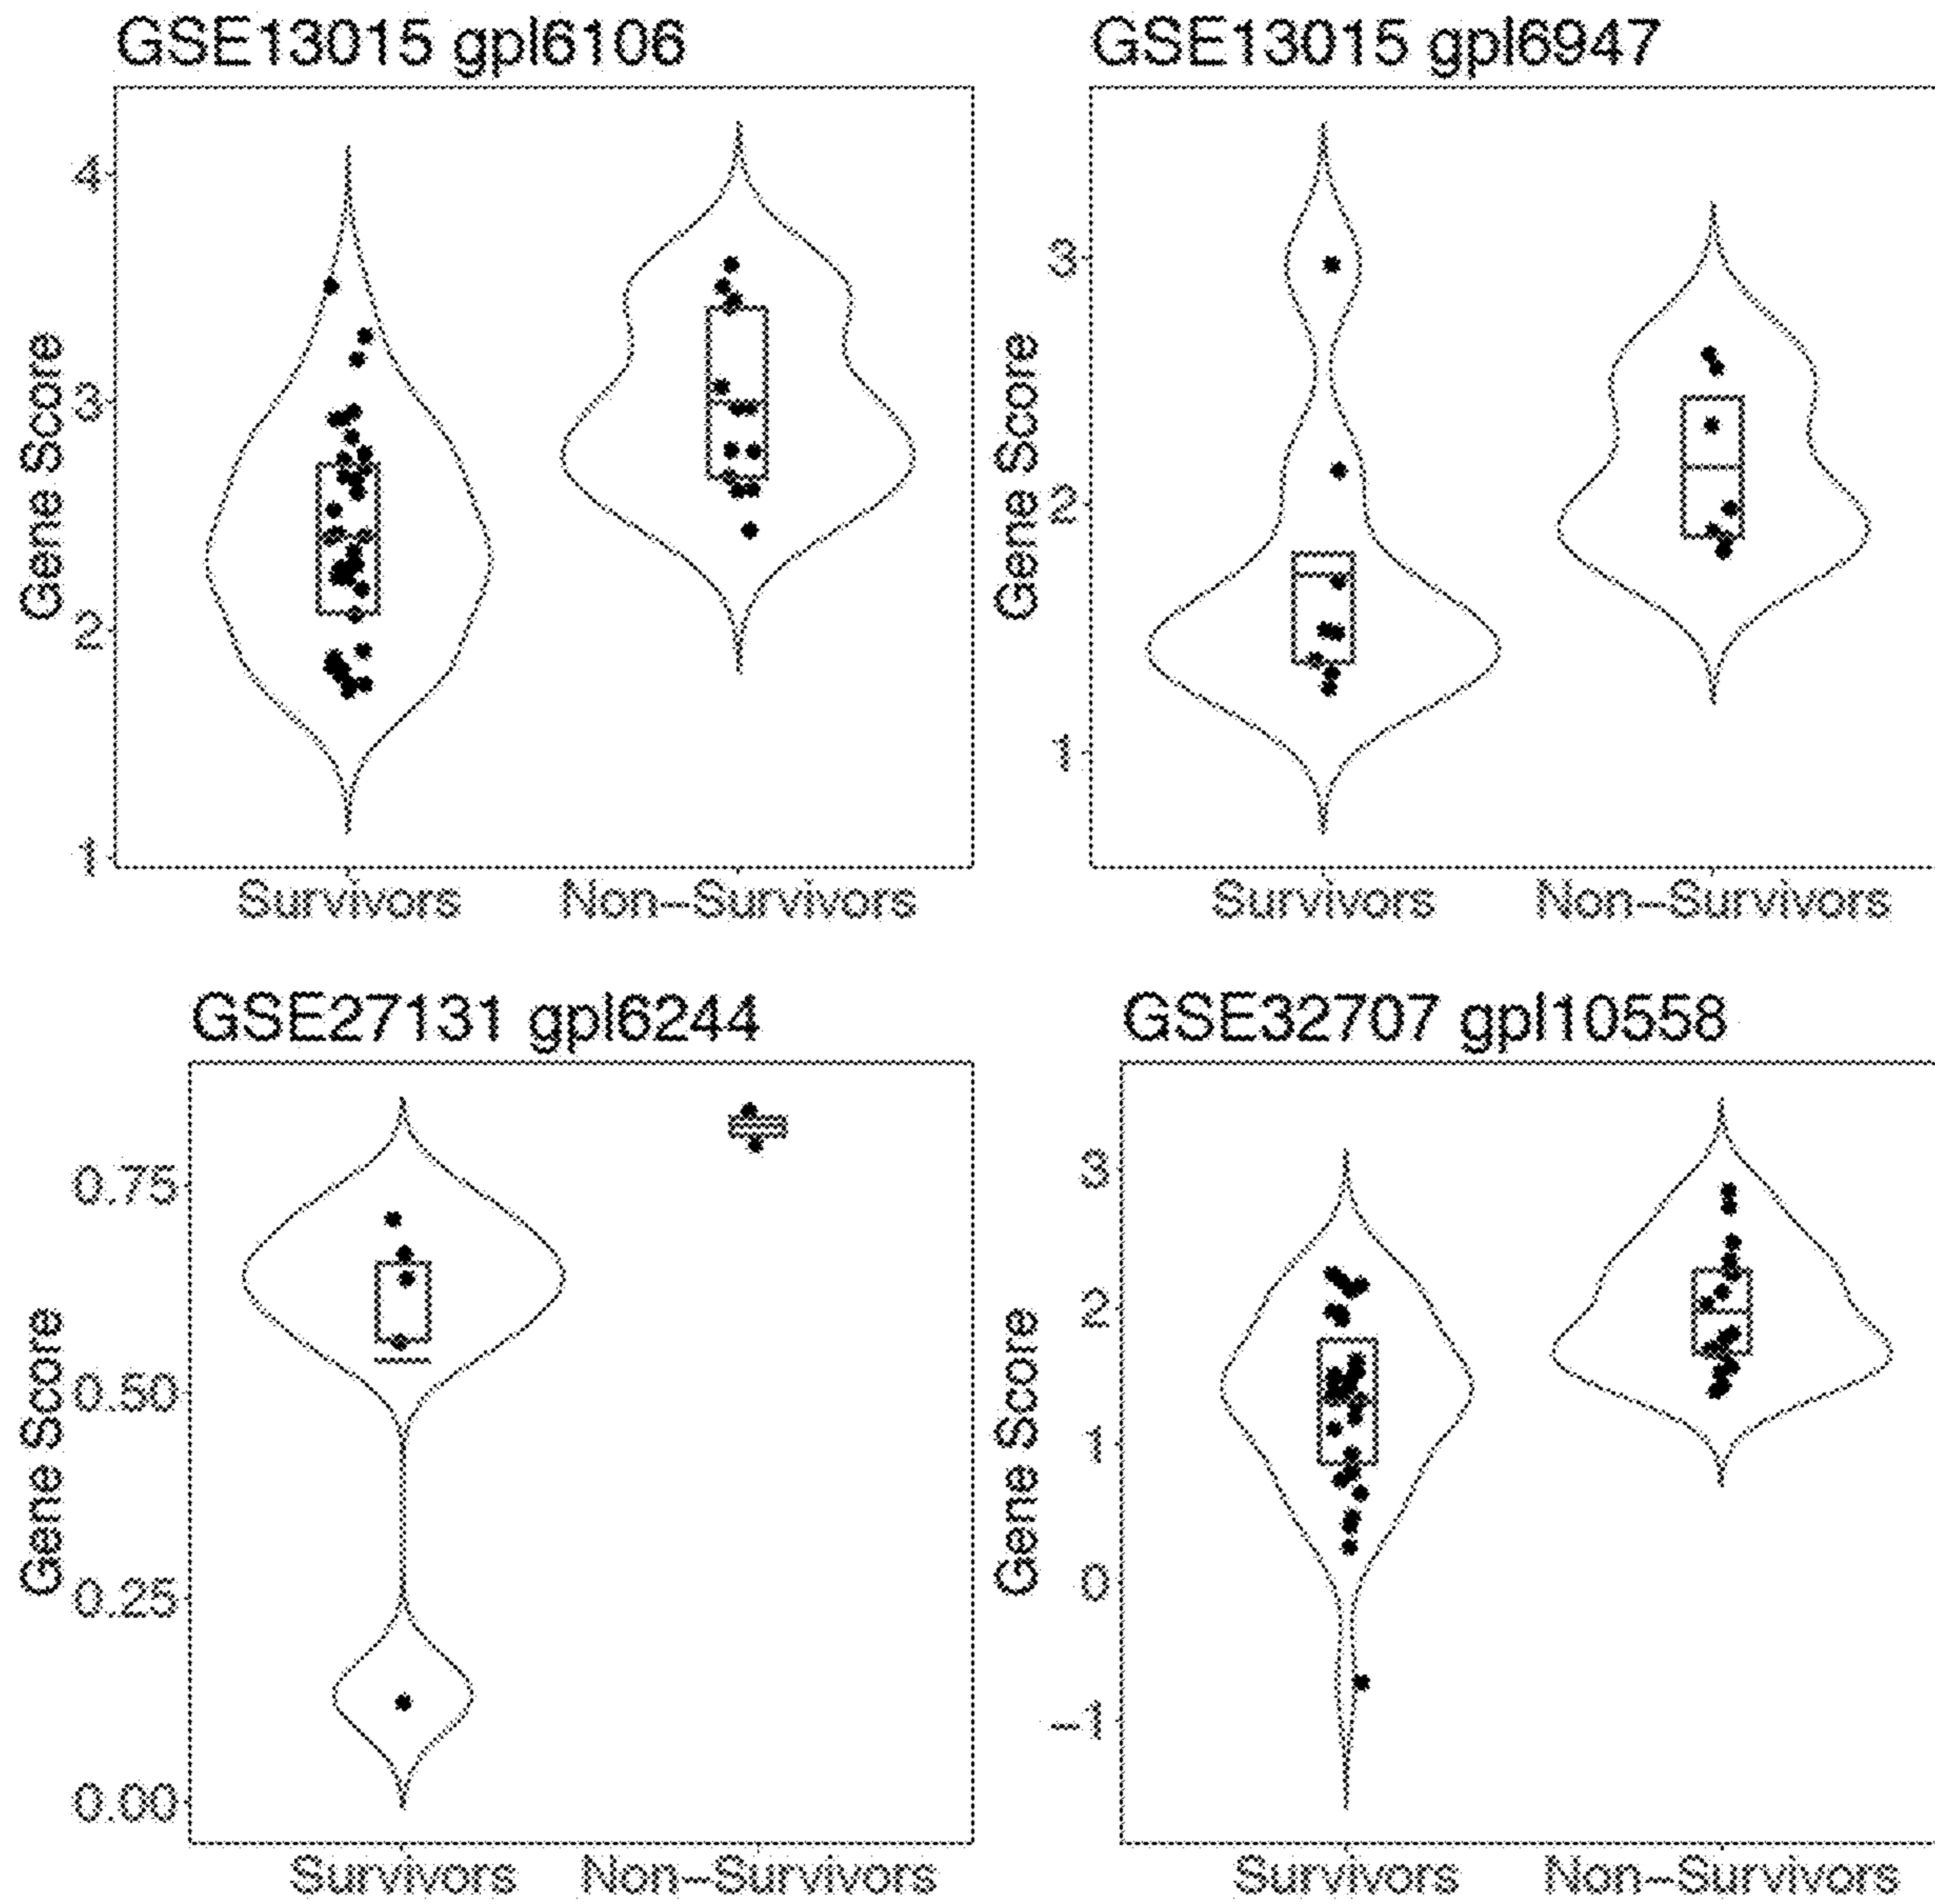 GSE13015 gpl6106
Gene Score
4
3
2
1
Survivors Non-Survivors
GSE13015 gpl6947
Gene Score
3
2
1
Survivors Non-Survivors
GSE27131 gpl6244
Gene Score
0.75
0.50
0.25
0.00
Survivors Non-Survivors
GSE32707 gpl10558
Gene Score
3
2
1
0
-1
Survivors Non-Survivors